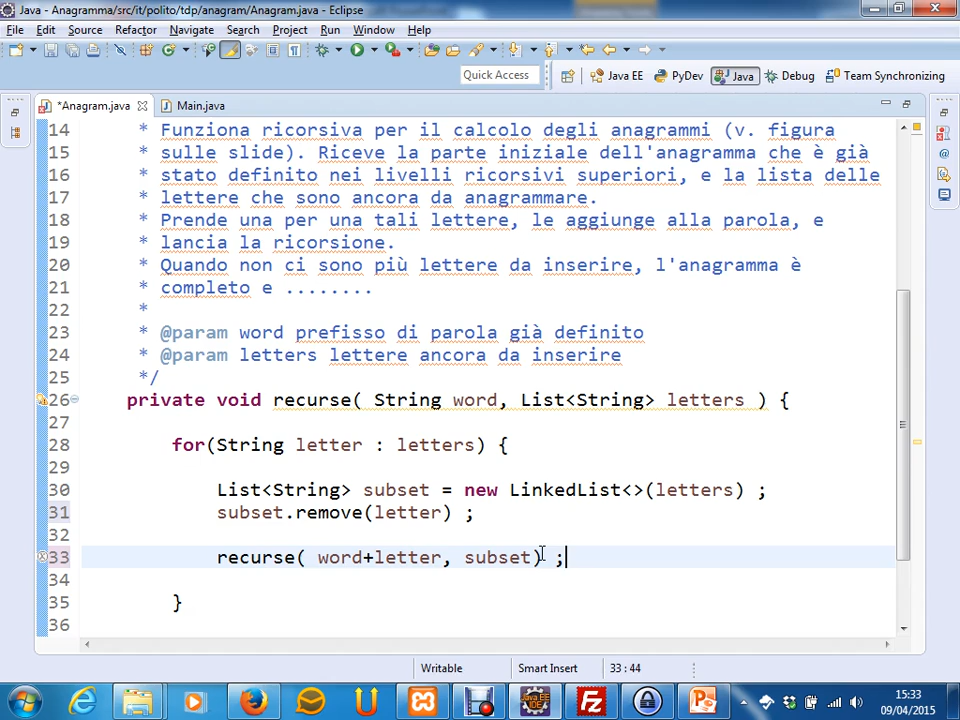 Java - Anagramma/src/it/polito/tdp/anagram/Anagram.java - Eclipse
File Edit Source Refactor Navigate Search Project Run Window Help
Quick Access Java EE PyDev Java Debug Team Synchronizing
*Anagram.java Main.java
14 * Funziona ricorsiva per il calcolo degli anagrammi (v. figura
15 * sulle slide). Riceve la parte iniziale dell'anagramma che è già
16 * stato definito nei livelli ricorsivi superiori, e la lista delle
17 * lettere che sono ancora da anagrammare.
18 * Prende una per una tali lettere, le aggiunge alla parola, e
19 * lancia la ricorsione.
20 * Quando non ci sono più lettere da inserire, l'anagramma è
21 * completo e ........
22 *
23 * @param word prefisso di parola già definito
24 * @param letters lettere ancora da inserire
25 */
26 private void recurse( String word, List<String> letters ) {
27
28 for(String letter : letters) {
29
30 List<String> subset = new LinkedList<>(letters) ;
31 subset.remove(letter) ;
32
33 recurse( word+letter, subset) ;
34
35 }
36
Writable Smart Insert 33 : 44
15:33
09/04/2015